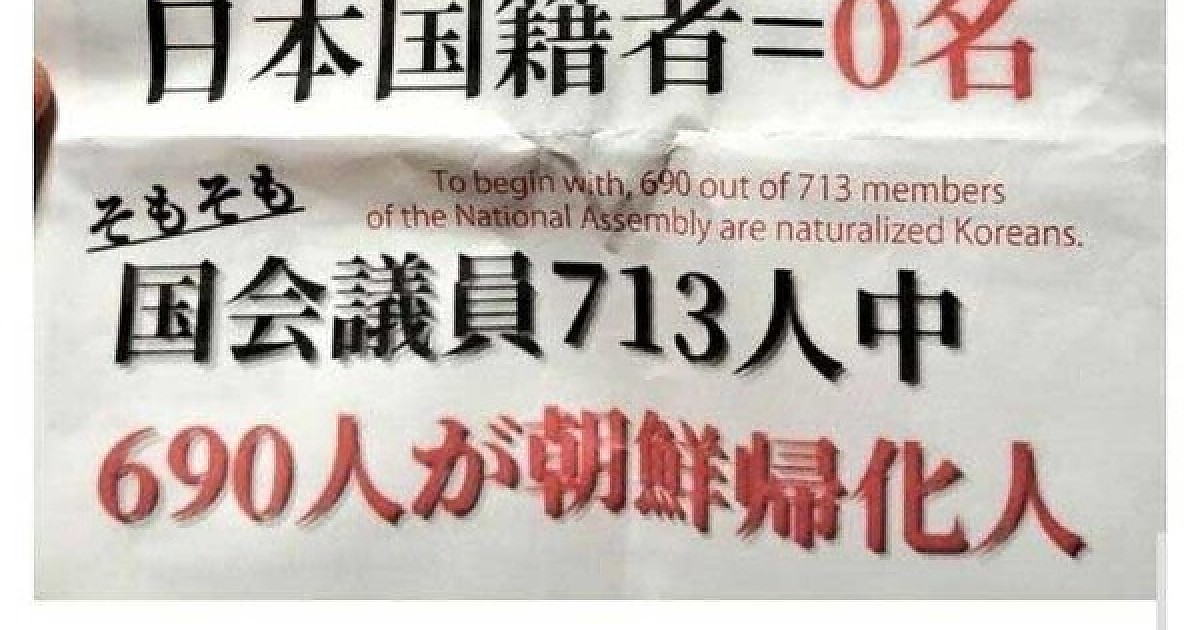 日本国籍者=0名
そもそも
To begin with, 690 out of 713 members
of the National Assembly are naturalized Koreans.
国会議員713人中
690人が朝鮮帰化人